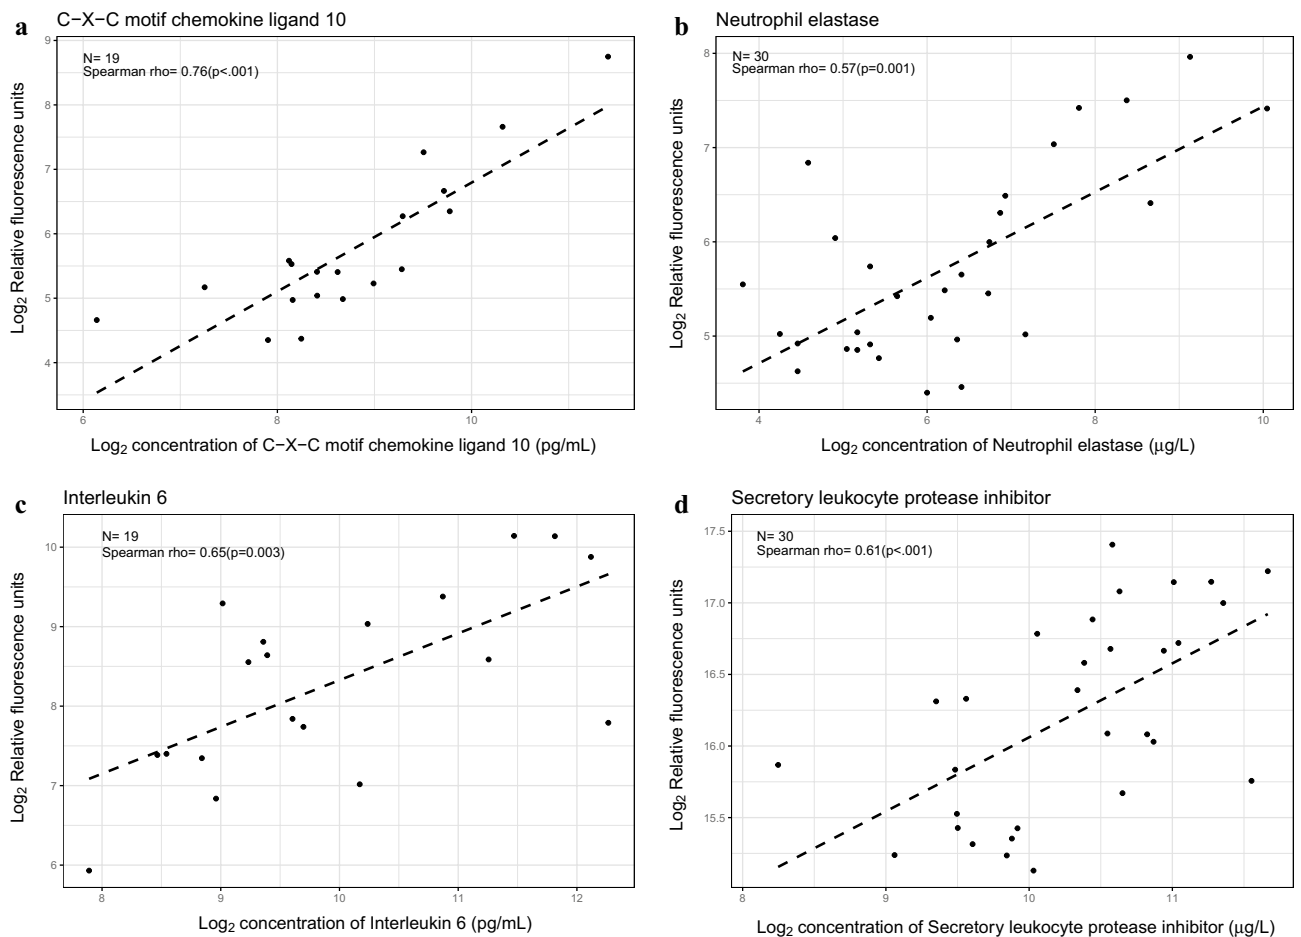 a
C−X−C motif chemokine ligand 10
N= 19
Spearman rho= 0.76(p<.001)
Log2 Relative fluorescence units
9
8
7
6
5
4
6
8
10
Log2 concentration of C−X−C motif chemokine ligand 10 (pg/mL)
b
Neutrophil elastase
N= 30
Spearman rho= 0.57(p=0.001)
Log2 Relative fluorescence units
8
7
6
5
4
6
8
10
Log2 concentration of Neutrophil elastase (μg/L)
c
Interleukin 6
N= 19
Spearman rho= 0.65(p=0.003)
Log2 Relative fluorescence units
10
9
8
7
6
8
9
10
11
12
Log2 concentration of Interleukin 6 (pg/mL)
d
Secretory leukocyte protease inhibitor
N= 30
Spearman rho= 0.61(p<.001)
Log2 Relative fluorescence units
17.5
17.0
16.5
16.0
15.5
8
9
10
11
Log2 concentration of Secretory leukocyte protease inhibitor (μg/L)